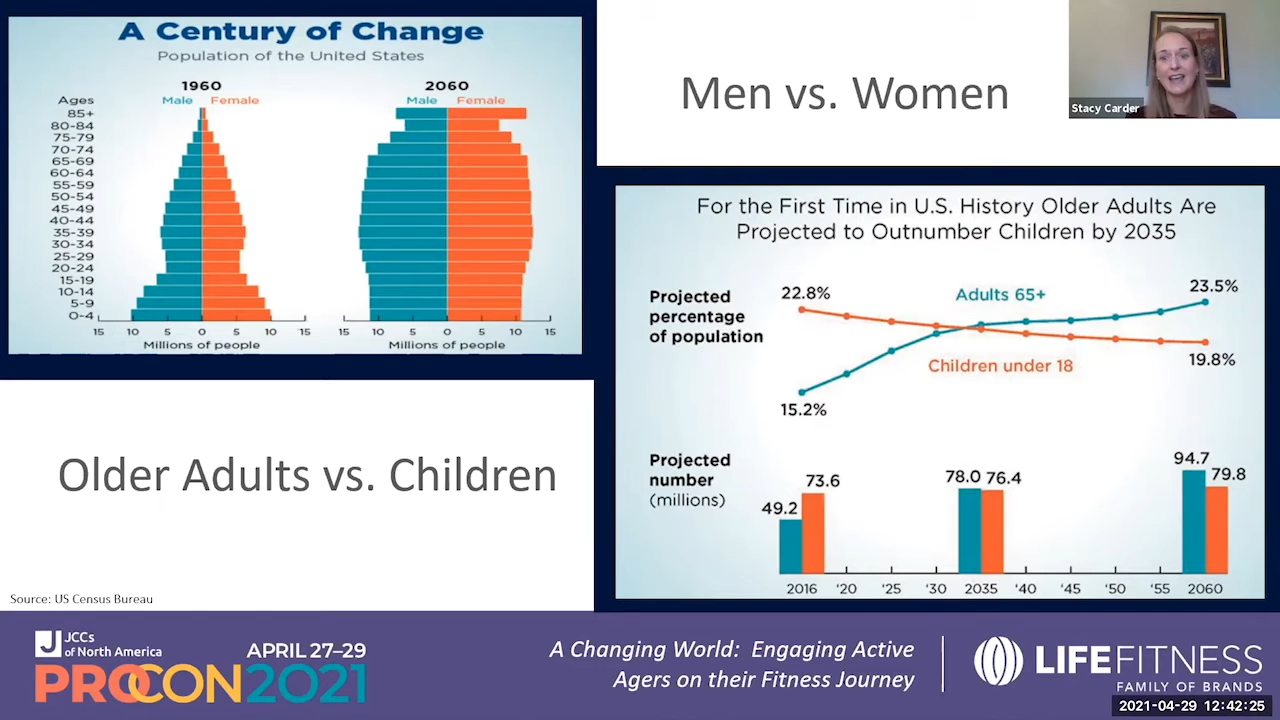 A Century of Change
Population of the United States
1960
Male Female
2060
Male Female
Ages
85+
80-84
75-79
70-74
65-69
60-64
55-59
50-54
45-49
40-44
35-39
30-34
25-29
20-24
15-19
10-14
5-9
0-4
15 10 5 0 5 10 15
Millions of people
15 10 5 0 5 10 15
Millions of people
Men vs. Women
Stacy Carder
For the First Time in U.S. History Older Adults Are
Projected to Outnumber Children by 2035
Projected
percentage
of population
22.8%
Adults 65+
23.5%
15.2%
Children under 18
19.8%
Projected
number
(millions)
49.2
73.6
78.0
76.4
94.7
79.8
2016 '20 '25 '30 2035 '40 '45 '50 '55 2060
Older Adults vs. Children
Source: US Census Bureau
J JCCs
of North America
APRIL 27–29
PROCON2021
A Changing World: Engaging Active
Agers on their Fitness Journey
LIFEFITNESS
FAMILY OF BRANDS
2021-04-29 12:42:25